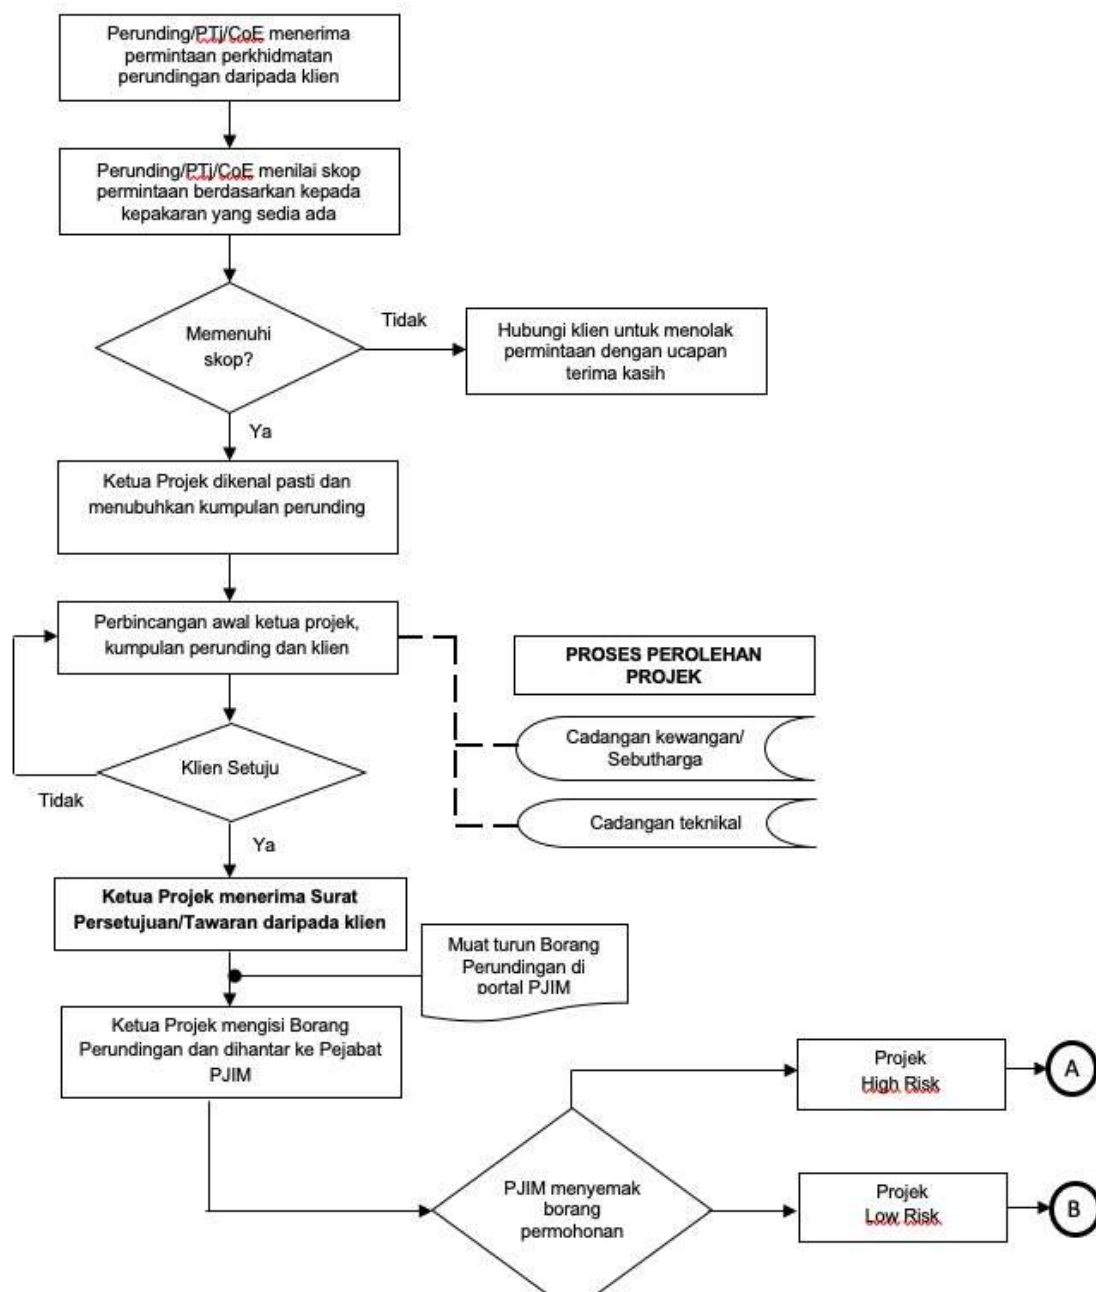 Perunding/PTj/CoE menerima
permintaan perkhidmatan
perundingan daripada klien
Perunding/PTj/CoE menilai skop
permintaan berdasarkan kepada
kepakaran yang sedia ada
Memenuhi
skop?
Tidak
Hubungi klien untuk menolak
permintaan dengan ucapan
terima kasih
Ya
Ketua Projek dikenal pasti dan
menubuhkan kumpulan perunding
Perbincangan awal ketua projek,
kumpulan perunding dan klien
PROSES PEROLEHAN
PROJEK
Cadangan kewangan/
Sebutharga
Cadangan teknikal
Klien Setuju
Tidak
Ya
Ketua Projek menerima Surat
Persetujuan/Tawaran daripada klien
Muat turun Borang
Perundingan di
portal PJIM
Ketua Projek mengisi Borang
Perundingan dan dihantar ke Pejabat
PJIM
Projek
High Risk
A
PJIM menyemak
borang
permohonan
Projek
Low Risk
B